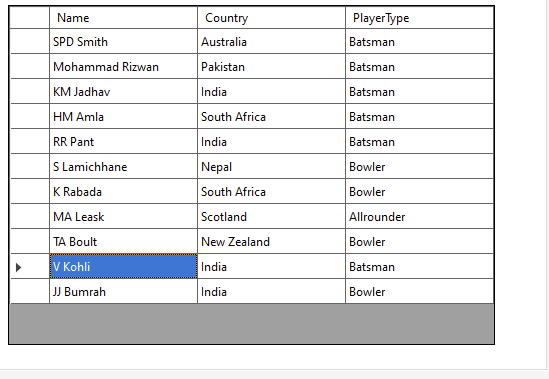 Name Country PlayerType
SPD Smith Australia Batsman
Mohammad Rizwan Pakistan Batsman
KM Jadhav India Batsman
HM Amla South Africa Batsman
RR Pant India Batsman
S Lamichhane Nepal Bowler
K Rabada South Africa Bowler
MA Leask Scotland Allrounder
TA Boult New Zealand Bowler
V Kohli India Batsman
JJ Bumrah India Bowler